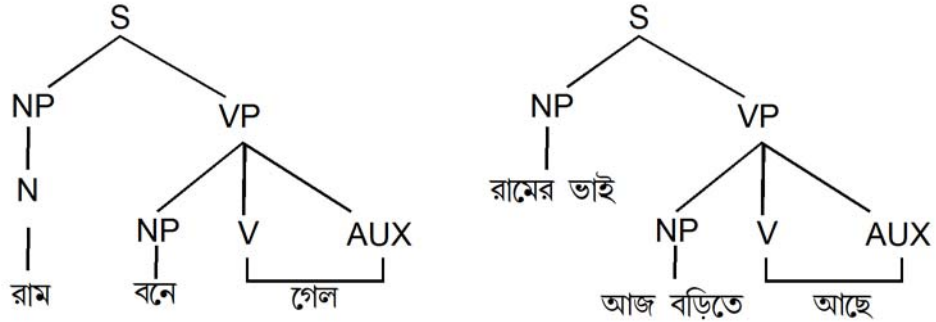 S S
NP VP NP VP
N রামের ভাই
NP V AUX NP V AUX
রাম বনে গেল আজ বড়িতে আছে